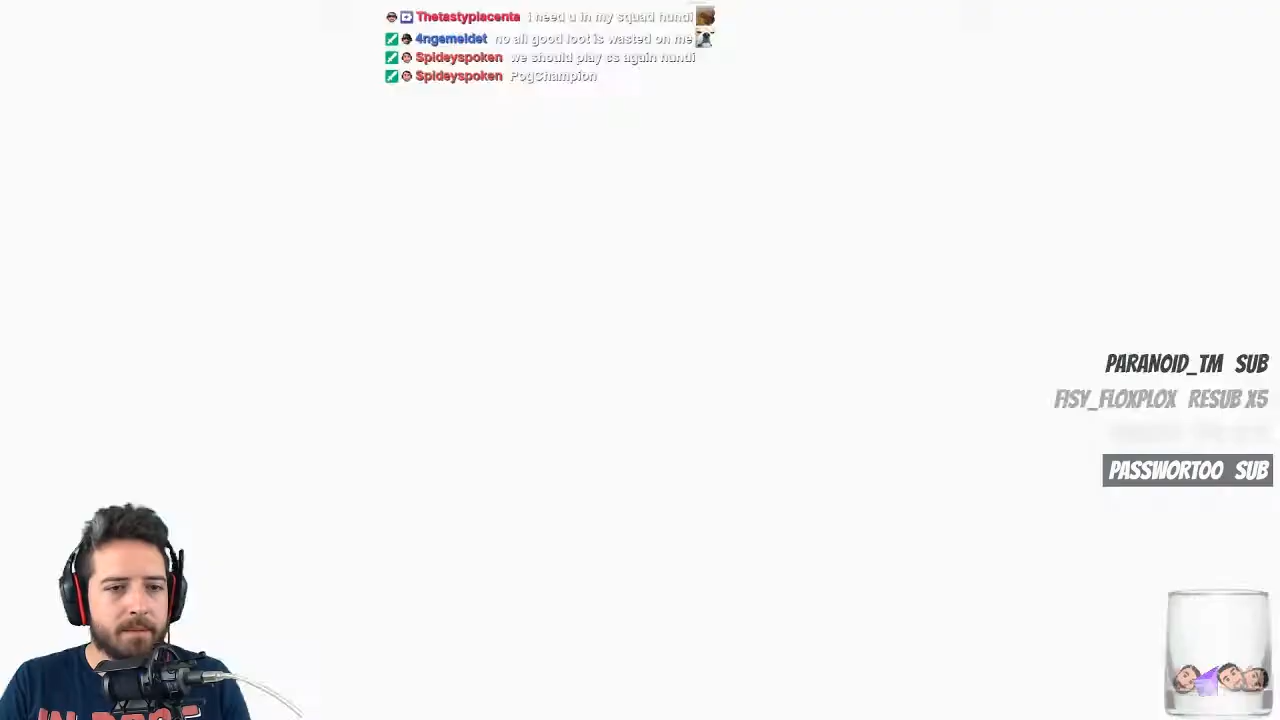 Thetastyplacenta i need u in my squad hundi
4ngemeldet no all good loot is wasted on me
Spideyspoken we should play cs again hundi
Spideyspoken PogChampion
PARANOID_TM SUB
FISY_FLOXPLOX RESUB X5
PASSWORTOO SUB